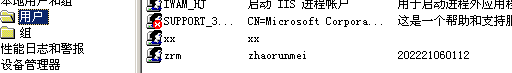 本地用户和组
用户
组
性能日志和警报
设备管理器
IWAM_HJ 启动 IIS 进程帐户 用于启动进程外应用程
SUPPORT_3... CN=Microsoft Corpora... 这是一个帮助和支持服
xx xx
zrm zhaorunmei 202221060112